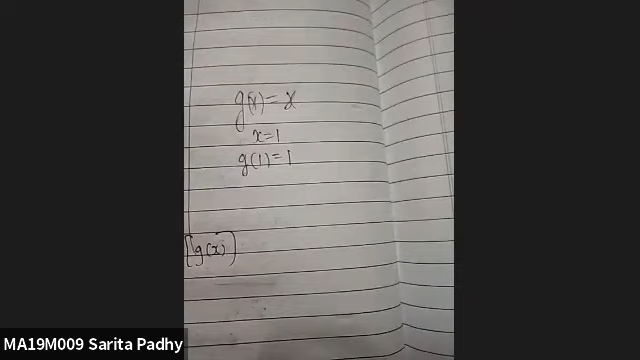 g(x)=x
x=1
g(1)=1
[g(x)]
MA19M009 Sarita Padhy